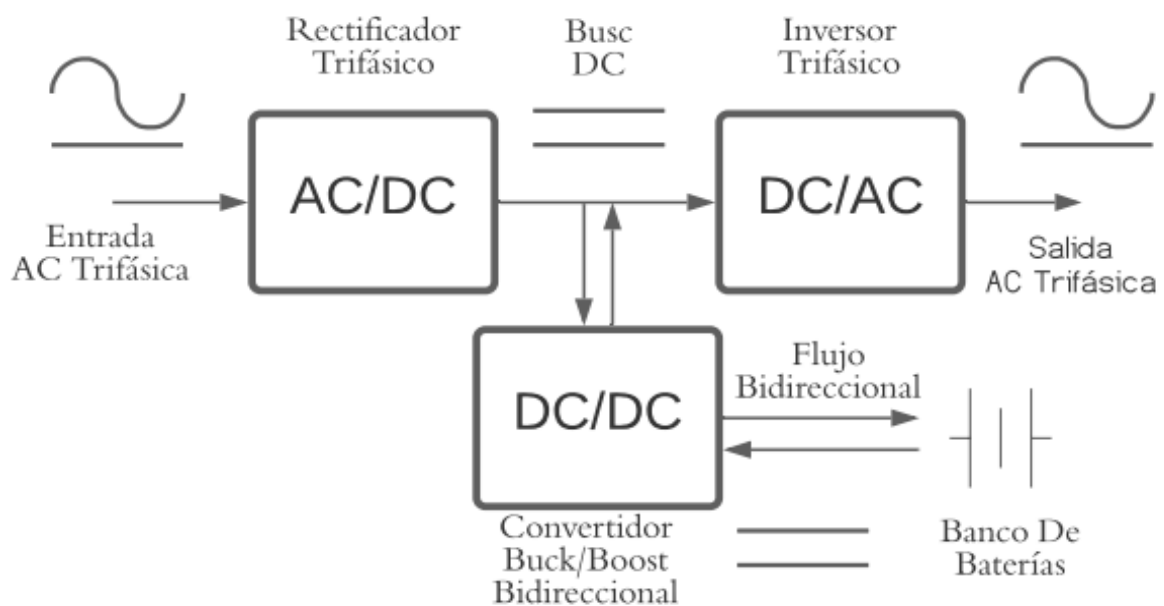 Rectificador
Trifásico
Busc
DC
Inversor
Trifásico
AC/DC
DC/AC
Entrada
AC Trifásica
Salida
AC Trifásica
DC/DC
Flujo
Bidireccional
Convertidor
Buck/Boost
Bidireccional
Banco De
Baterías